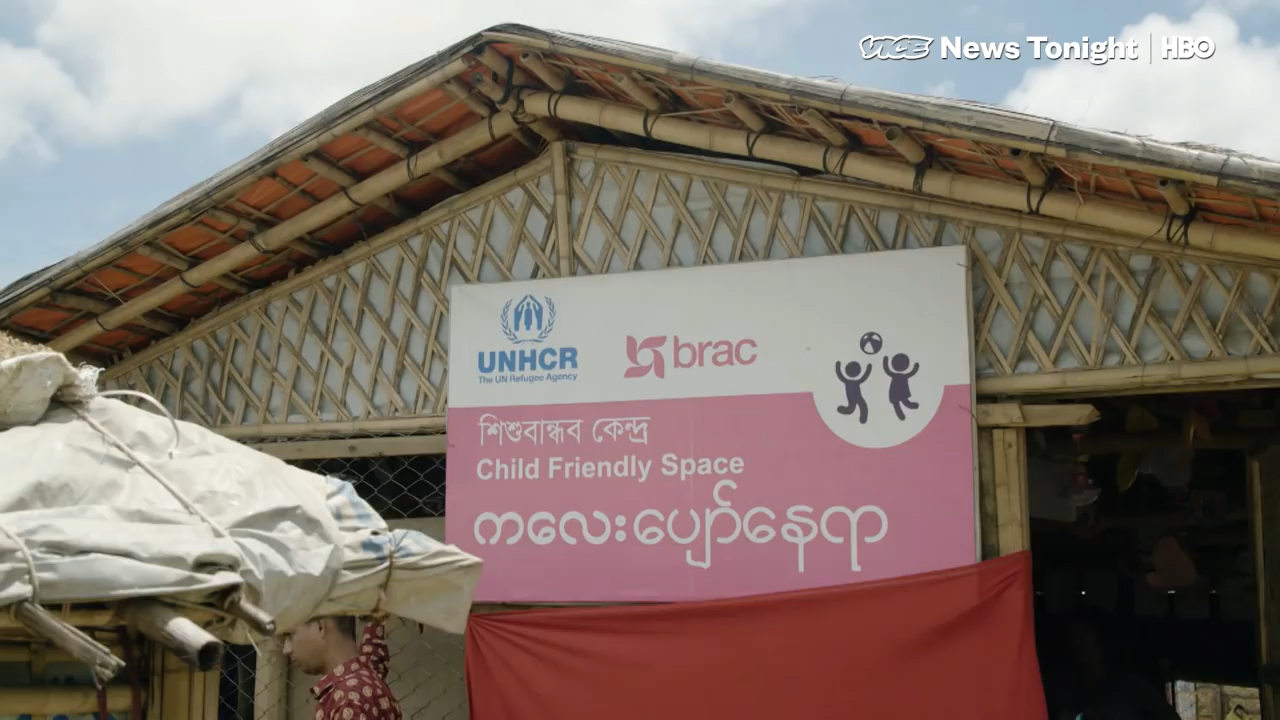 VICE News Tonight | HBO
UNHCR
The UN Refugee Agency
brac
শিশুবান্ধব কেন্দ্র
Child Friendly Space
ကလေးပျော်နေရာ